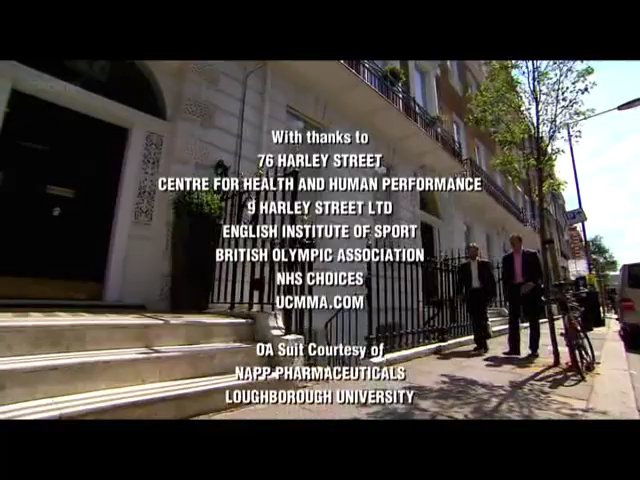 With thanks to
76 HARLEY STREET
CENTRE FOR HEALTH AND HUMAN PERFORMANCE
9 HARLEY STREET LTD
ENGLISH INSTITUTE OF SPORT
BRITISH OLYMPIC ASSOCIATION
NHS CHOICES
UCMMA.COM
OA Suit Courtesy of
NAPP PHARMACEUTICALS
LOUGHBOROUGH UNIVERSITY